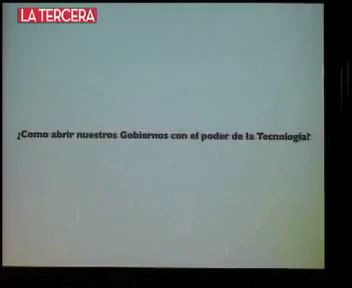 LA TERCERA
¿Como abrir nuestros Gobiernos con el poder de la Tecnología?